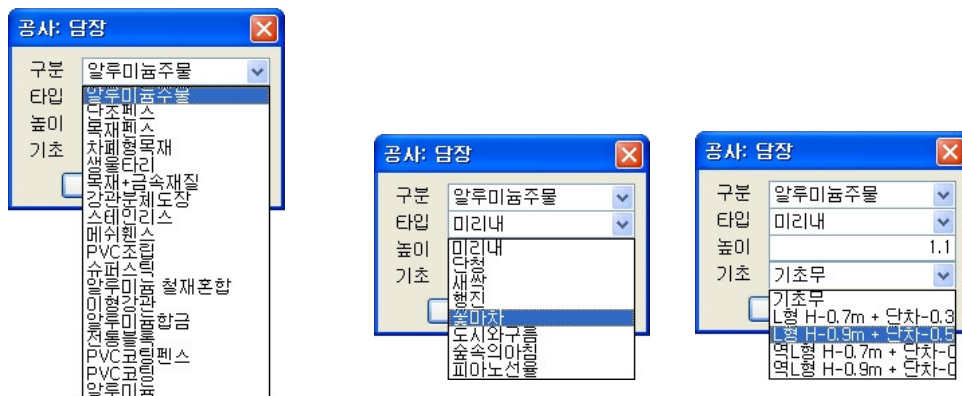 공사: 담장
구분 알루미늄주물
타입
높이
기초
알루미늄주물
단조펜스
목재펜스
차폐형목재
생울타리
목재+금속재질
강관분체도장
스테인리스
메쉬휀스
PVC조립
슈퍼스틱
알루미늄 철재혼합
이형강관
알루미늄합금
전통블록
PVC코팅펜스
PVC코팅
알루미늄
공사: 담장
구분 알루미늄주물
타입 미리내
높이
기초
미리내
단청
새싹
행진
꽃마차
도시와구름
숲속의아침
피아노선율
공사: 담장
구분 알루미늄주물
타입 미리내
높이 1.1
기초 기초무
기초무
L형 H-0.7m + 단차-0.3
L형 H-0.9m + 단차-0.5
역L형 H-0.7m + 단차-0
역L형 H-0.9m + 단차-0